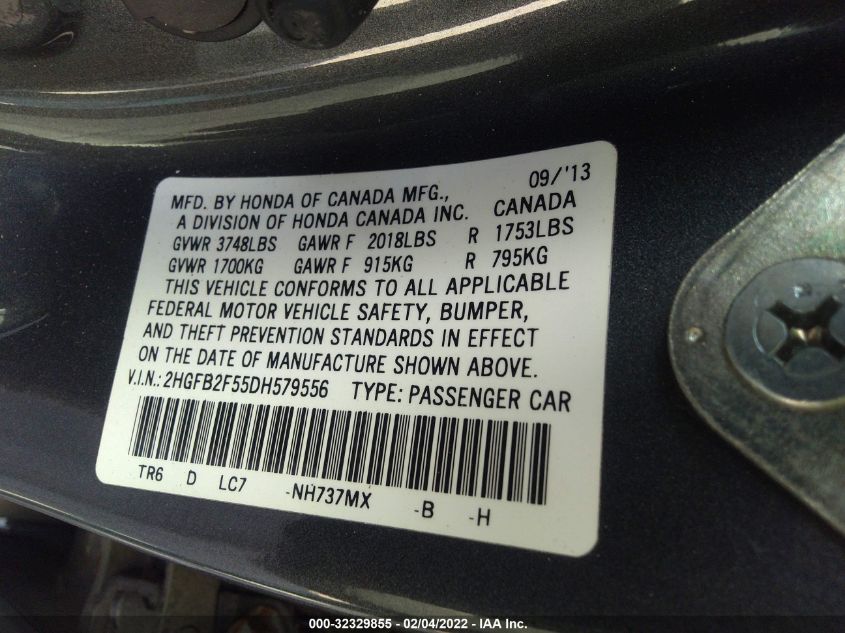 09/'13
MFD. BY HONDA OF CANADA MFG.,
A DIVISION OF HONDA CANADA INC. CANADA
GVWR 3748LBS GAWR F 2018LBS R 1753LBS
GVWR 1700KG GAWR F 915KG R 795KG
THIS VEHICLE CONFORMS TO ALL APPLICABLE
FEDERAL MOTOR VEHICLE SAFETY, BUMPER,
AND THEFT PREVENTION STANDARDS IN EFFECT
ON THE DATE OF MANUFACTURE SHOWN ABOVE.
V.I.N.: 2HGFB2F55DH579556 TYPE: PASSENGER CAR
TR6 D LC7 -NH737MX -B -H
000-32329855 - 02/04/2022 - IAA Inc.